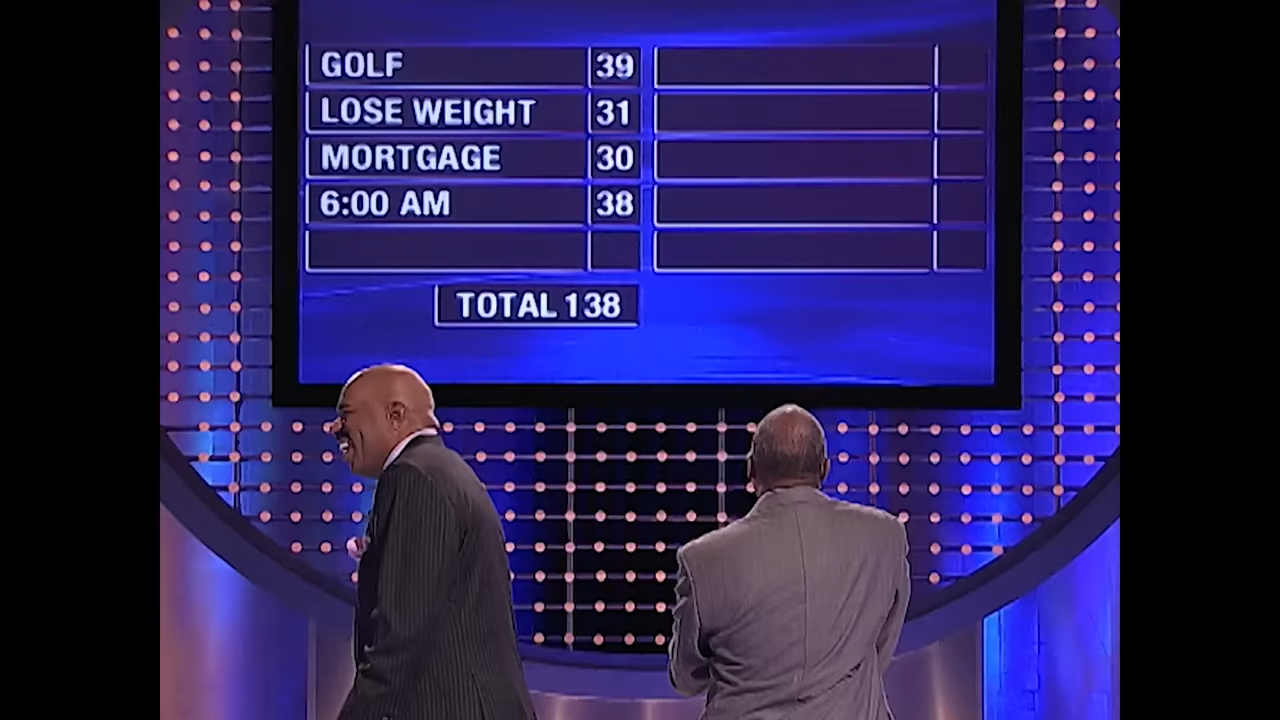 GOLF 39
LOSE WEIGHT 31
MORTGAGE 30
6:00 AM 38
TOTAL 138